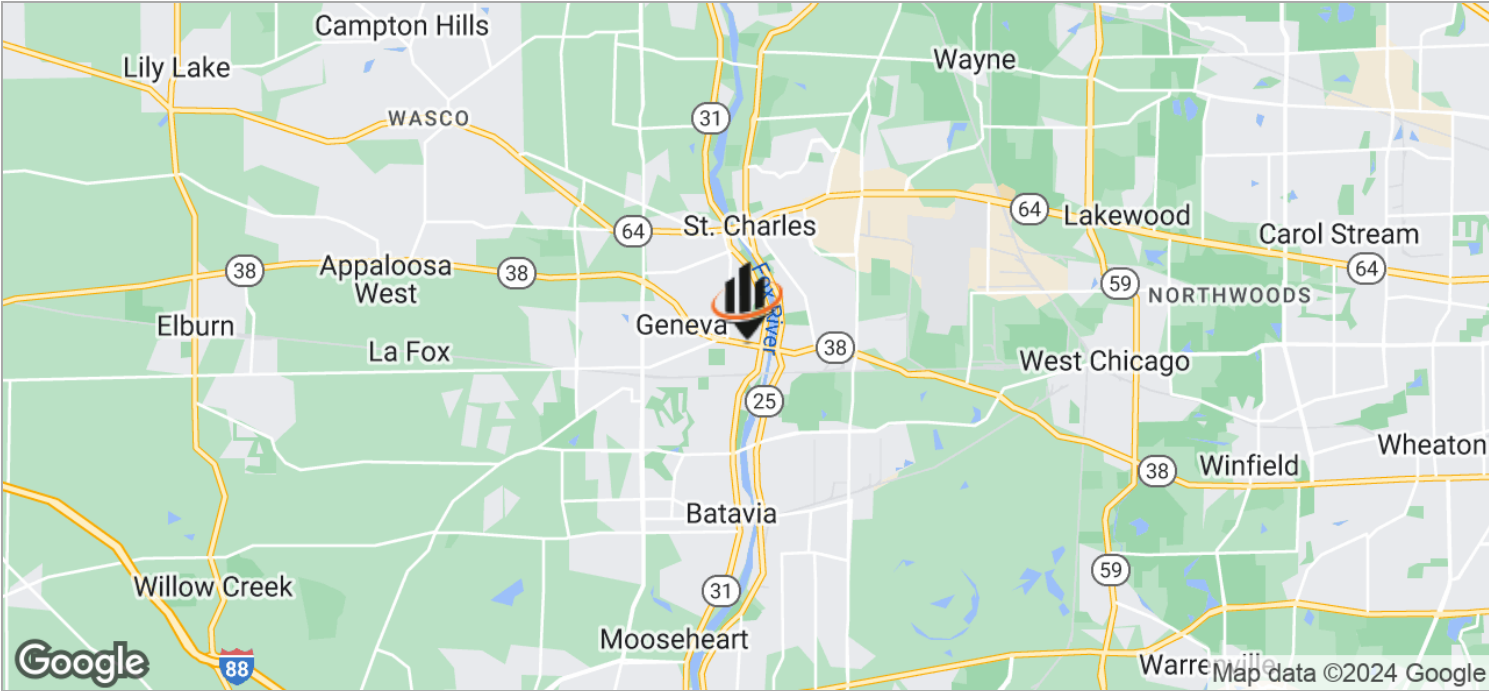 Campton Hills
Lily Lake
Wayne
WASCO
31
64
Lakewood
St. Charles
64
Carol Stream
Appaloosa
West
38
38
64
59
NORTHWOODS
Fox River
Elburn
Geneva
La Fox
38
West Chicago
25
Wheaton
38
Winfield
Batavia
59
Willow Creek
31
Mooseheart
Google
88
Warrenville
Map data ©2024 Google